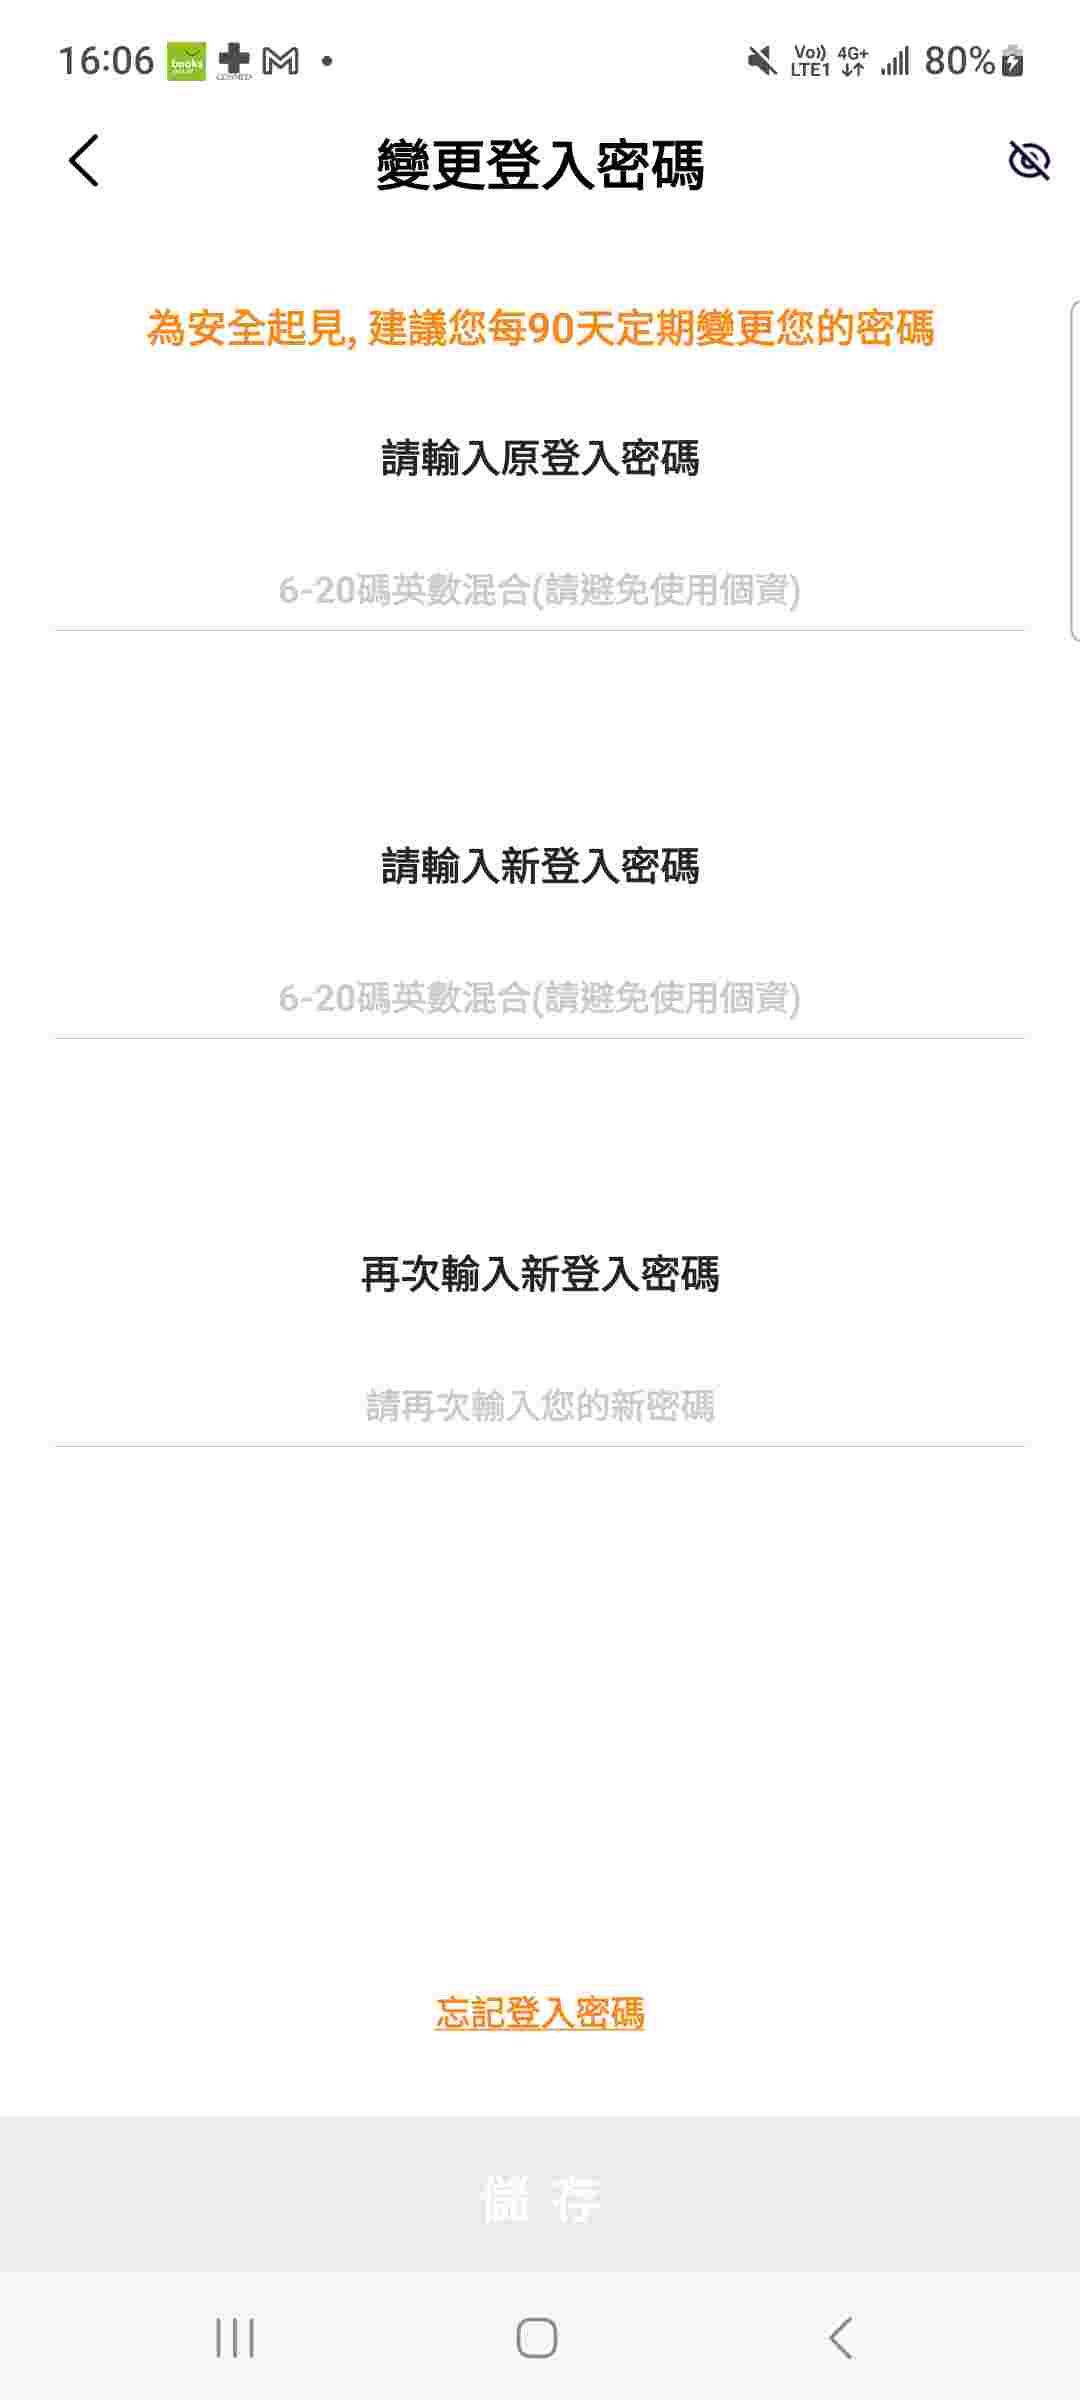 16:06 books Vo)) LTE1 4G+ 80%
變更登入密碼
為安全起見, 建議您每90天定期變更您的密碼
請輸入原登入密碼
6-20碼英數混合(請避免使用個資)
請輸入新登入密碼
6-20碼英數混合(請避免使用個資)
再次輸入新登入密碼
請再次輸入您的新密碼
忘記登入密碼
儲存